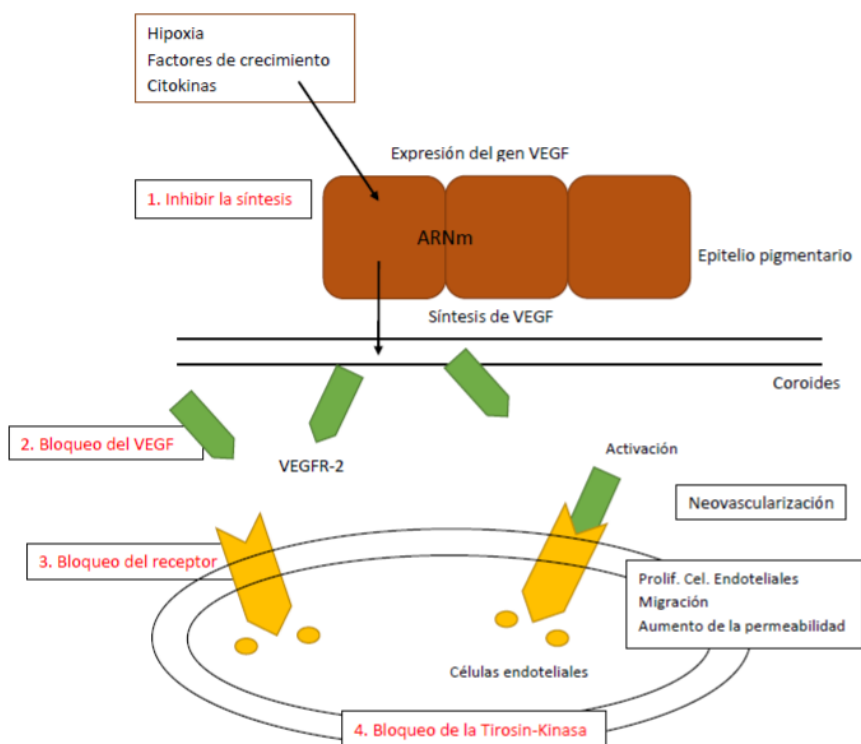 Hipoxia
Factores de crecimiento
Citokinas
Expresión del gen VEGF
1. Inhibir la síntesis
ARNm
Epitelio pigmentario
Síntesis de VEGF
Coroides
2. Bloqueo del VEGF
VEGFR-2
Activación
Neovascularización
3. Bloqueo del receptor
Prolif. Cel. Endoteliales
Migración
Aumento de la permeabilidad
Células endoteliales
4. Bloqueo de la Tirosin-Kinasa